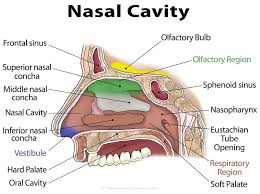 Nasal Cavity
Frontal sinus
Superior nasal
concha
Middle nasal
concha
Nasal Cavity
Inferior nasal
concha
Vestibule
Hard Palate
Oral Cavity
Olfactory Bulb
Olfactory Region
Sphenoid sinus
Nasopharynx
Eustachian
Tube
Opening
Respiratory
Region
Soft Palate